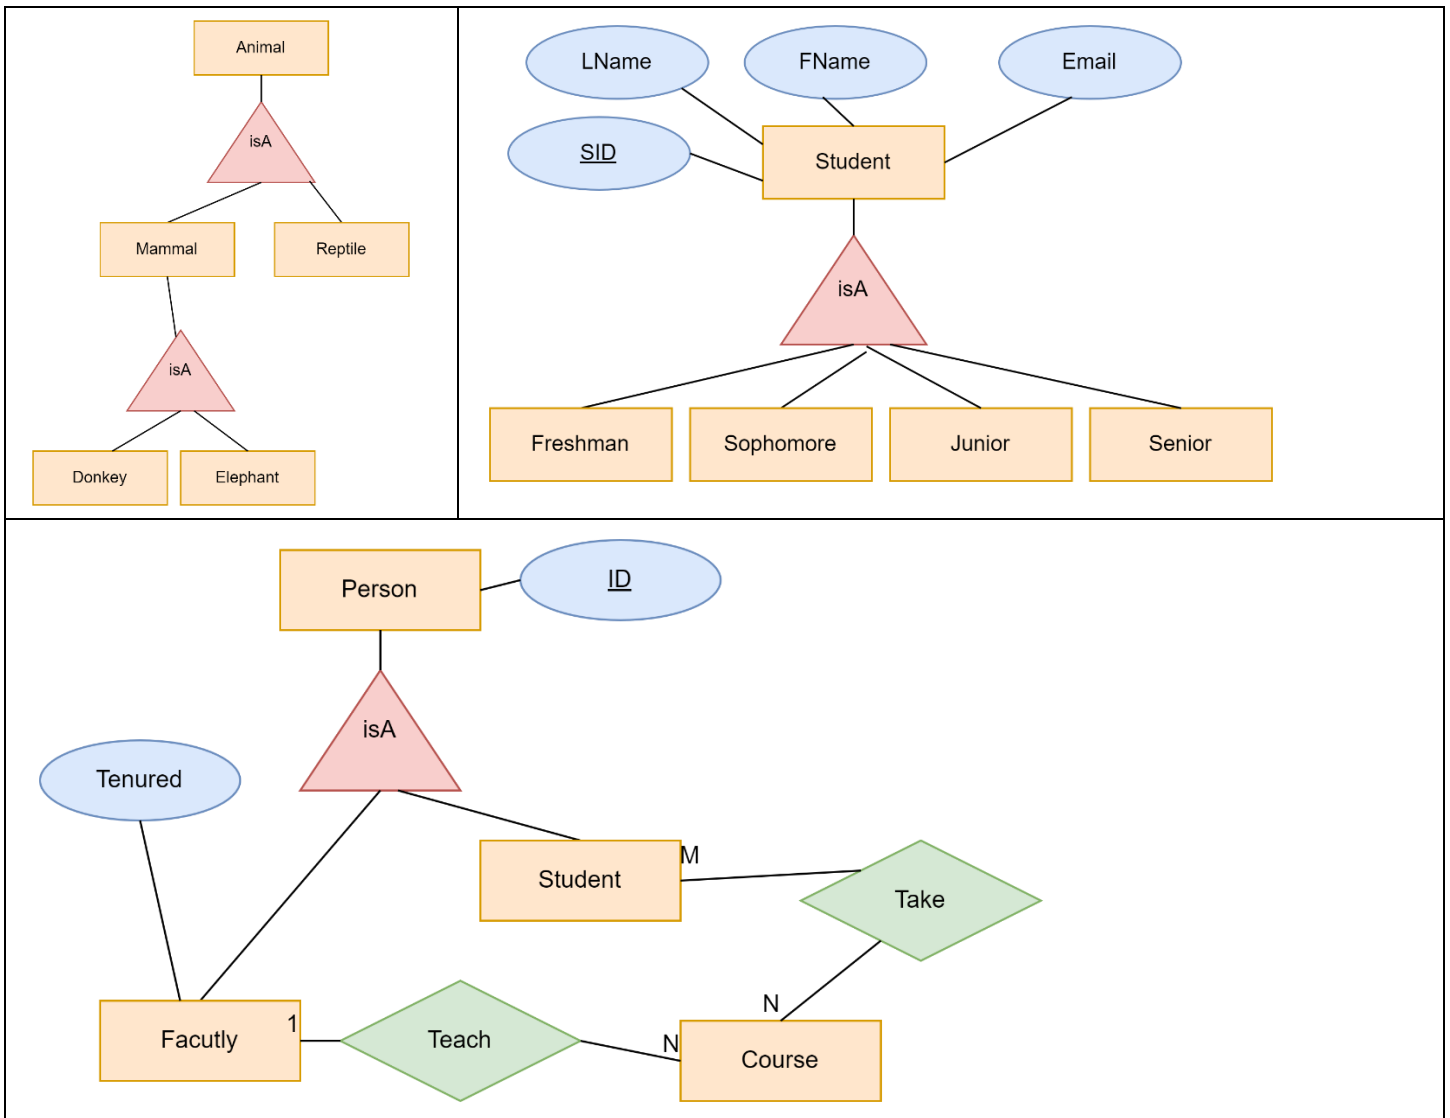 Animal
isA
Mammal
Reptile
isA
Donkey
Elephant
LName
FName
Email
SID
Student
isA
Freshman
Sophomore
Junior
Senior
Person
ID
isA
Tenured
Student
M
Take
N
Facutly
1
Teach
N
Course